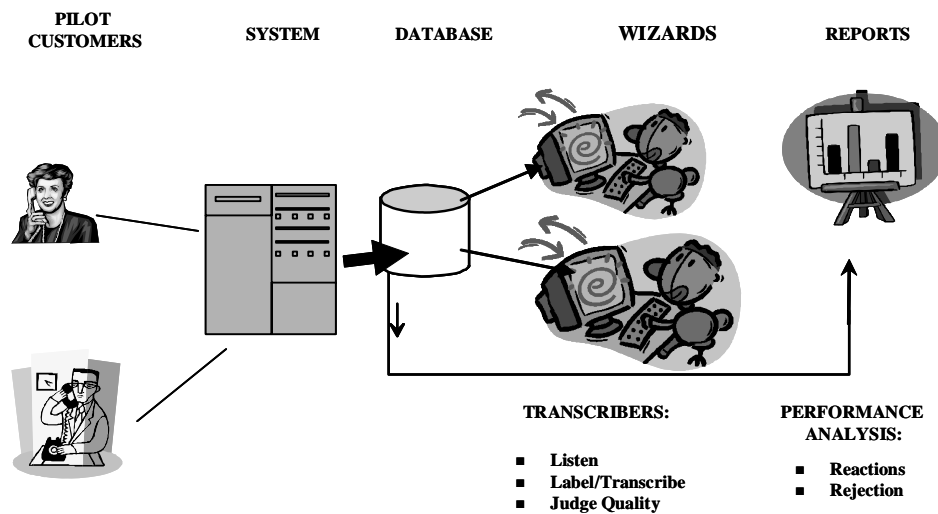 PILOT
CUSTOMERS
SYSTEM
DATABASE
WIZARDS
REPORTS
TRANSCRIBERS:
■ Listen
■ Label/Transcribe
■ Judge Quality
PERFORMANCE
ANALYSIS:
■ Reactions
■ Rejection